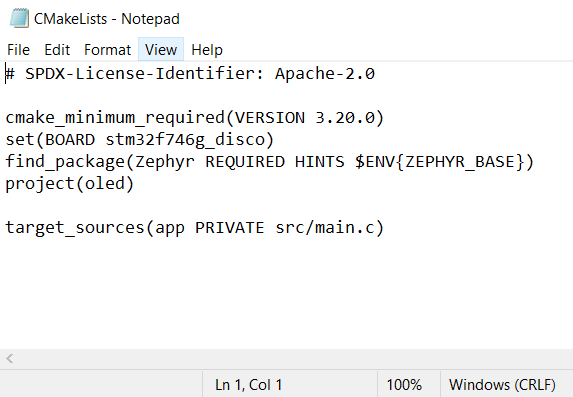 CMakeLists - Notepad
File Edit Format View Help
# SPDX-License-Identifier: Apache-2.0
cmake_minimum_required(VERSION 3.20.0)
set(BOARD stm32f746g_disco)
find_package(Zephyr REQUIRED HINTS $ENV{ZEPHYR_BASE})
project(oled)
target_sources(app PRIVATE src/main.c)
Ln 1, Col 1 100% Windows (CRLF)